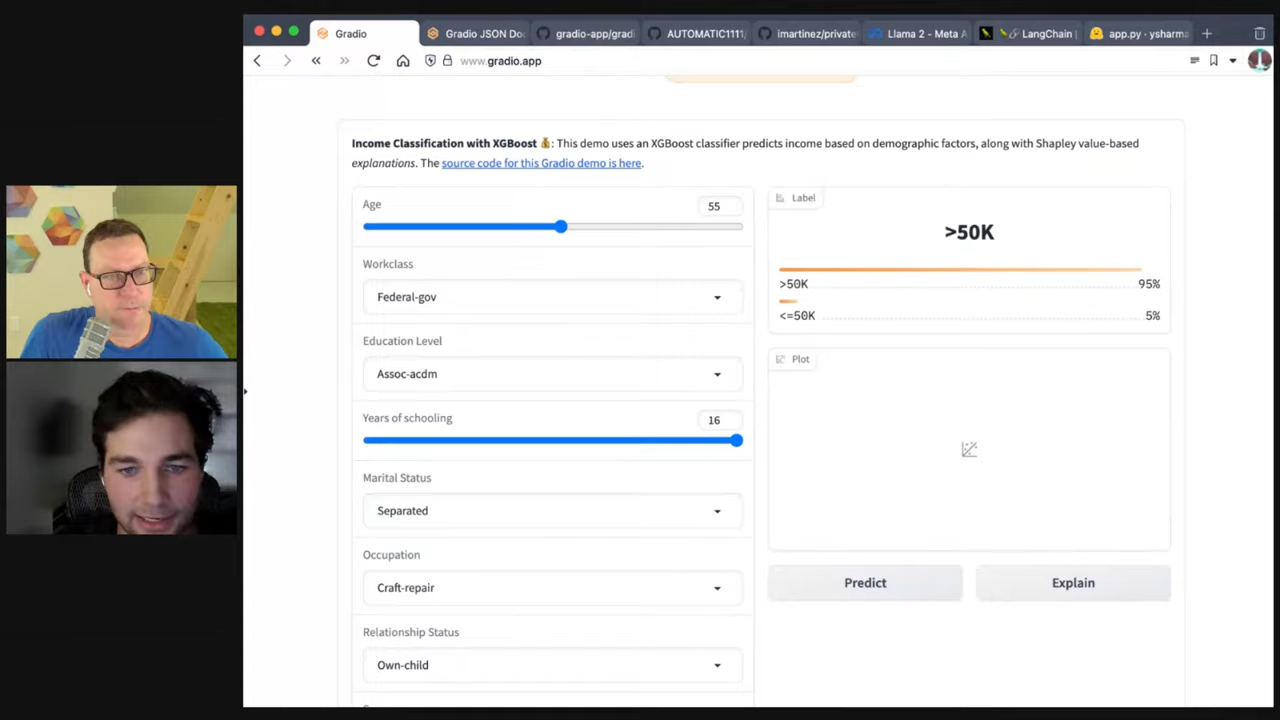 Gradio
Gradio JSON Do
gradio-app/gradi
AUTOMATIC1111
imartinez/private
Llama 2 - Meta A
LangChain
app.py · ysharma
www.gradio.app
Income Classification with XGBoost 💰: This demo uses an XGBoost classifier predicts income based on demographic factors, along with Shapley value-based
explanations. The source code for this Gradio demo is here.
Age
55
Workclass
Federal-gov
Education Level
Assoc-acdm
Years of schooling
16
Marital Status
Separated
Occupation
Craft-repair
Relationship Status
Own-child
Label
>50K
>50K 95%
<=50K 5%
Plot
Predict
Explain